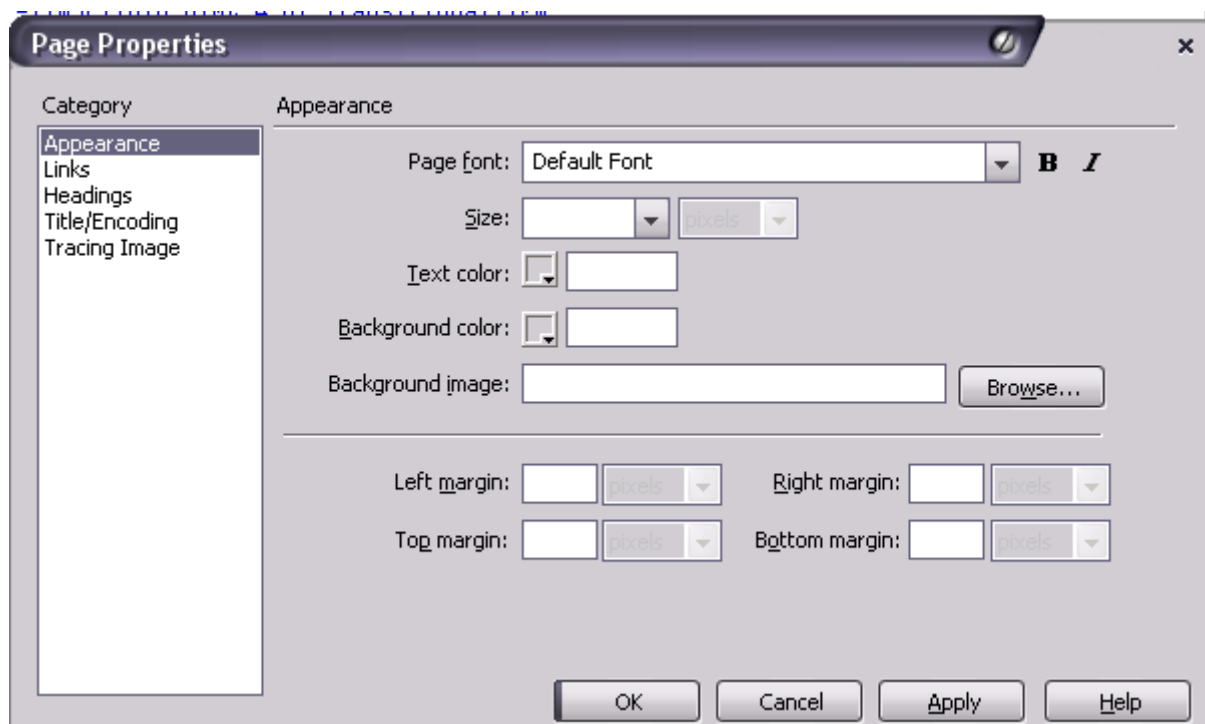 Page Properties
Category
Appearance
Links
Headings
Title/Encoding
Tracing Image
Appearance
Page font: Default Font B I
Size: pixels
Text color:
Background color:
Background image: Browse...
Left margin: pixels Right margin: pixels
Top margin: pixels Bottom margin: pixels
OK Cancel Apply Help